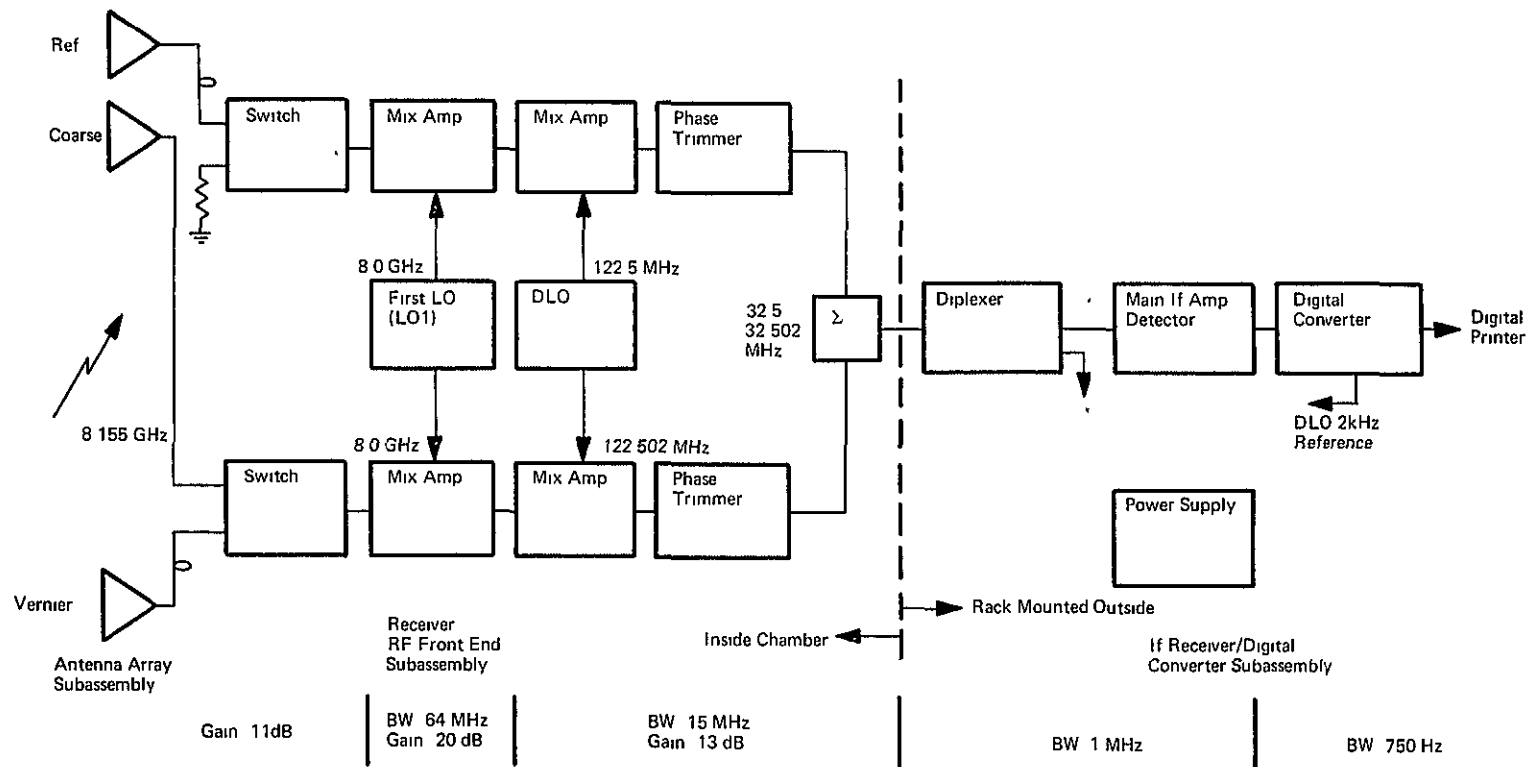 Ref
Coarse
Switch
Mix Amp
Mix Amp
Phase
Trimmer
8 0 GHz
122 5 MHz
First LO
(LO1)
DLO
32 5
32 502
MHz
Σ
Diplexer
Main If Amp
Detector
Digital
Converter
Digital
Printer
DLO 2kHz
Reference
8 155 GHz
8 0 GHz
122 502 MHz
Switch
Mix Amp
Mix Amp
Phase
Trimmer
Power Supply
Vernier
Rack Mounted Outside
Inside Chamber
Antenna Array
Subassembly
Receiver
RF Front End
Subassembly
If Receiver/Digital
Converter Subassembly
Gain 11dB
BW 64 MHz
Gain 20 dB
BW 15 MHz
Gain 13 dB
BW 1 MHz
BW 750 Hz